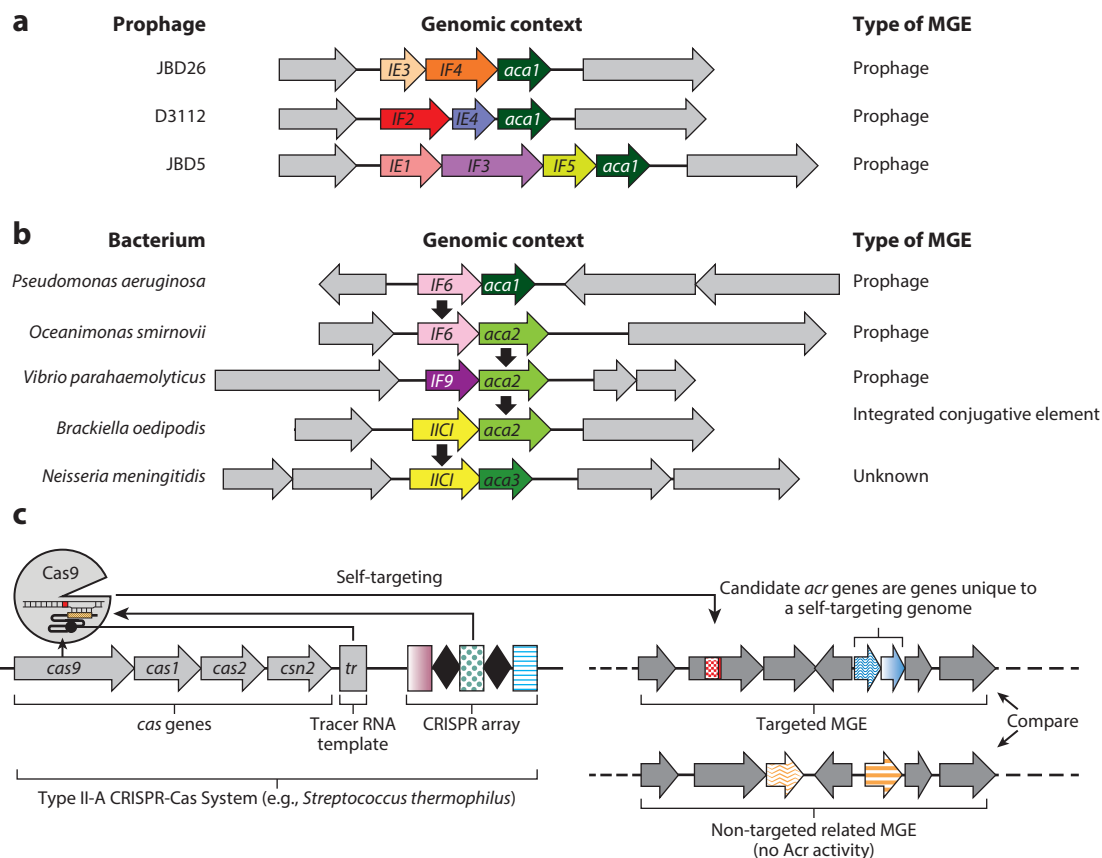 a
Prophage Genomic context Type of MGE
JBD26 IE3 IF4 aca1 Prophage
D3112 IF2 IE4 aca1 Prophage
JBD5 IE1 IF3 IF5 aca1 Prophage
b
Bacterium Genomic context Type of MGE
Pseudomonas aeruginosa IF6 aca1 Prophage
Oceanimonas smirnovii IF6 aca2 Prophage
Vibrio parahaemolyticus IF9 aca2 Prophage
Brackiella oedipodis IICI aca2 Integrated conjugative element
Neisseria meningitidis IICI aca3 Unknown
c
Cas9
Self-targeting
Candidate acr genes are genes unique to
a self-targeting genome
cas9 cas1 cas2 csn2 tr
cas genes
Tracer RNA
template
CRISPR array
Type II-A CRISPR-Cas System (e.g., Streptococcus thermophilus)
Targeted MGE
Compare
Non-targeted related MGE
(no Acr activity)